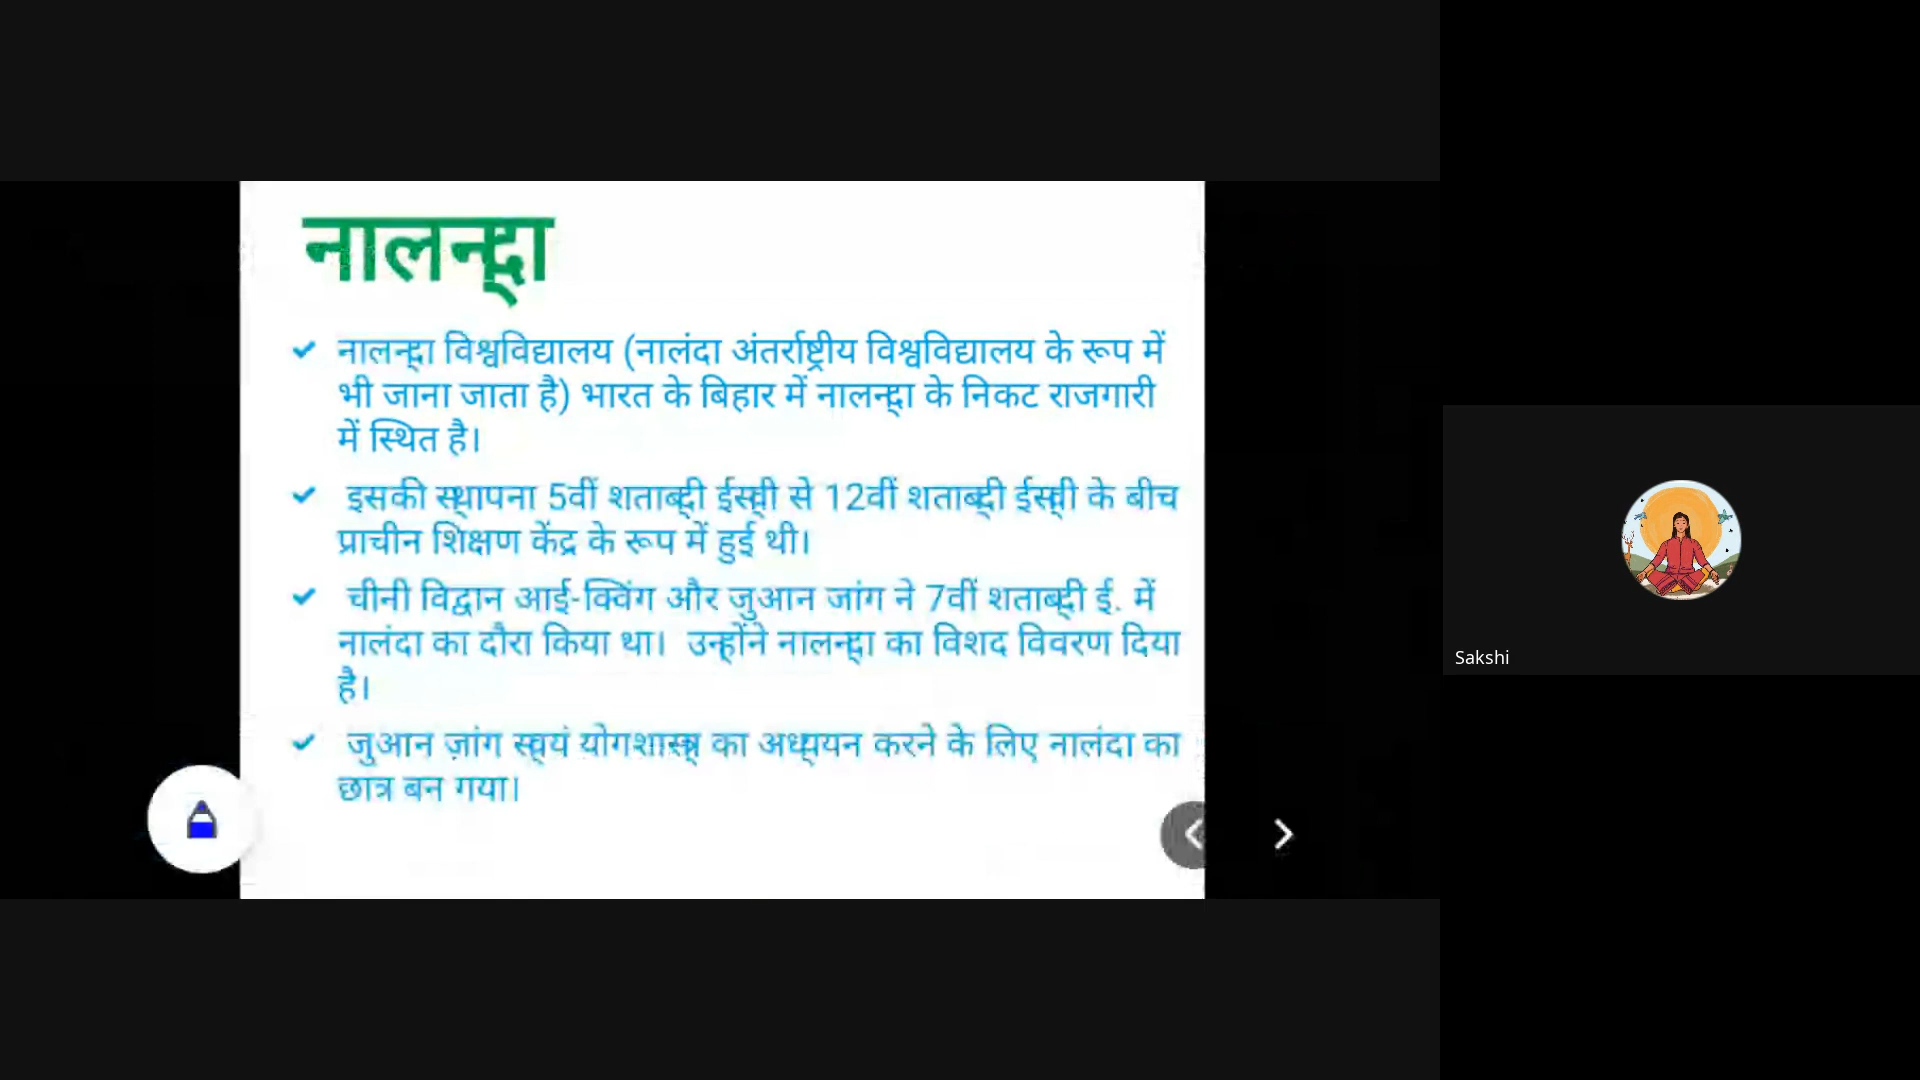 नालन्दा
✔ नालन्दा विश्वविद्यालय (नालंदा अंतर्राष्ट्रीय विश्वविद्यालय के रूप में
भी जाना जाता है) भारत के बिहार में नालन्दा के निकट राजगारी
में स्थित है।
✔ इसकी स्थापना 5वीं शताब्दी ईस्वी से 12वीं शताब्दी ईस्वी के बीच
प्राचीन शिक्षण केंद्र के रूप में हुई थी।
✔ चीनी विद्वान आई-क्विंग और जुआन जांग ने 7वीं शताब्दी ई. में
नालंदा का दौरा किया था। उन्होंने नालन्दा का विशद विवरण दिया
है।
✔ जुआन ज़ांग स्वयं योगशास्त्र का अध्ययन करने के लिए नालंदा का
छात्र बन गया।
Sakshi